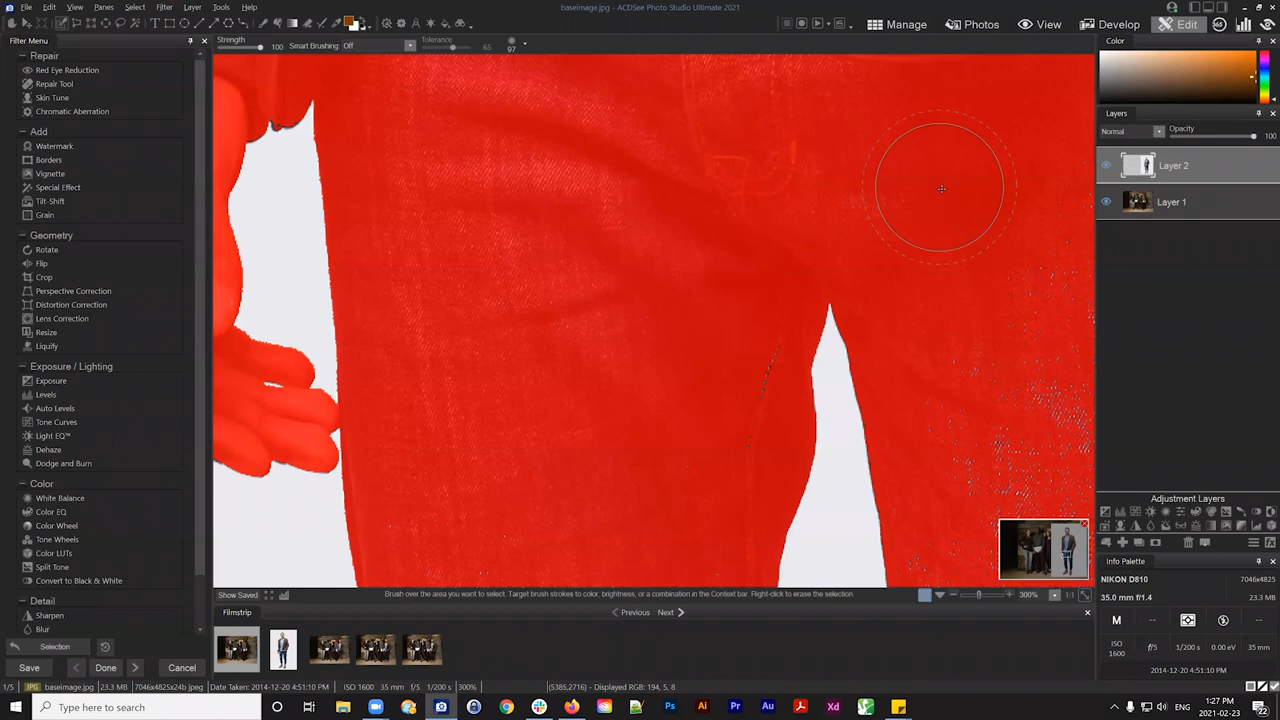 baseimage.jpg - ACDSee Photo Studio Ultimate 2021
File Edit View Panes Select Filter Layer Tools Help
Manage Photos View Develop Edit
Filter Menu
Strength 100 Smart Brushing: Off Tolerance 65 97
Repair
Red Eye Reduction
Repair Tool
Skin Tune
Chromatic Aberration
Add
Watermark
Borders
Vignette
Special Effect
Tilt-Shift
Grain
Geometry
Rotate
Flip
Crop
Perspective Correction
Distortion Correction
Lens Correction
Resize
Liquify
Exposure / Lighting
Exposure
Levels
Auto Levels
Tone Curves
Light EQ™
Dehaze
Dodge and Burn
Color
White Balance
Color EQ
Color Wheel
Tone Wheels
Color LUTs
Split Tone
Convert to Black & White
Detail
Sharpen
Blur
Selection
Save Done Cancel
Color
Layers
Normal Opacity 100
Layer 2
Layer 1
Adjustment Layers
Info Palette
NIKON D810 7046x4825
35.0 mm f/1.4 23.3 MB
M -- --
ISO 1600 f/5 1/200 s 0.00 eV 35 mm
2014-12-20 4:51:10 PM
Show Saved
Brush over the area you want to select. Target brush strokes to color, brightness, or a combination in the Context bar. Right-click to erase the selection.
300% 1:1
Filmstrip Previous Next
1/5 JPG baseimage.jpg 23.3 MB 7046x4825x24b jpeg Date Taken: 2014-12-20 4:51:10 PM ISO 1600 35 mm f/5 1/200 s 300% (5385,2716) - Displayed RGB: 194, 5, 8
Type here to search
Ps Ai Pr Au Xd
ENG
1:27 PM
2021-02-23